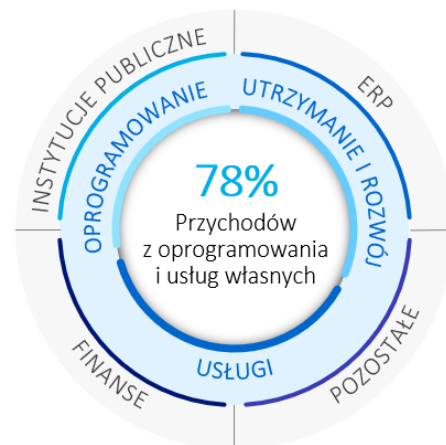 INSTYTUCJE PUBLICZNE
ERP
OPROGRAMOWANIE
UTRZYMANIE I ROZWÓJ
78%
Przychodów
z oprogramowania
i usług własnych
USŁUGI
FINANSE
POZOSTAŁE